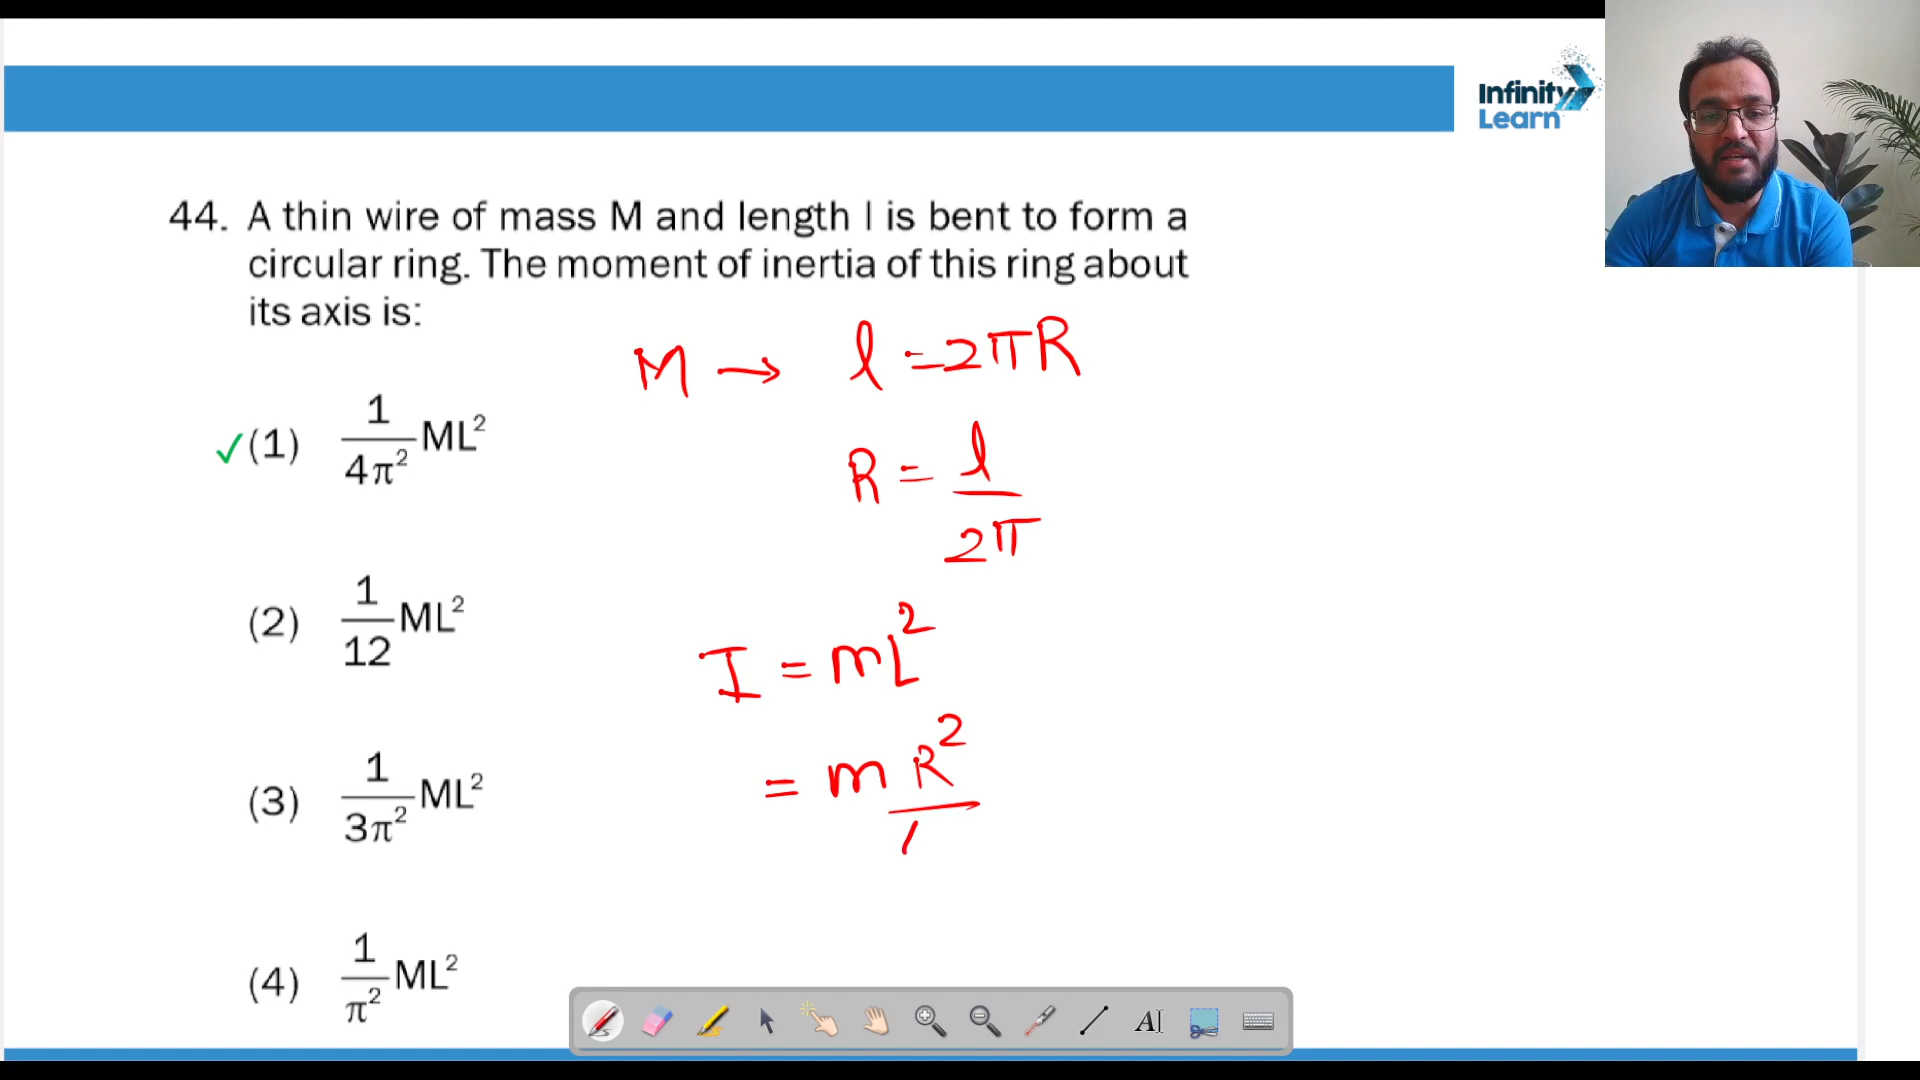 Infinity
Learn
44. A thin wire of mass M and length l is bent to form a
circular ring. The moment of inertia of this ring about
its axis is:
M → l = 2πR
✓(1) 1/4π² ML²
R = l/2π
(2) 1/12 ML²
I = mL²
= m R²/
(3) 1/3π² ML²
(4) 1/π² ML²
AI